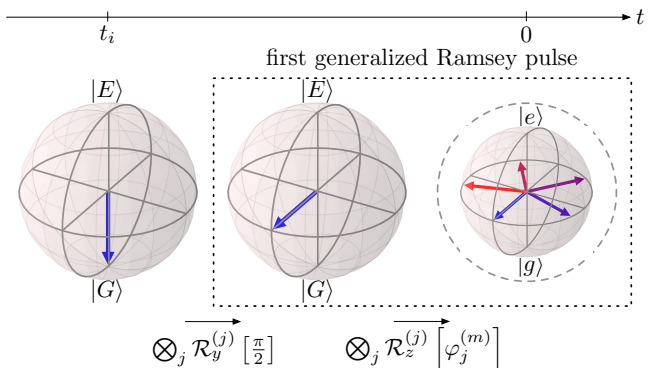 t
t_i 0
first generalized Ramsey pulse
|E⟩ |E⟩ |e⟩
|G⟩ |G⟩ |g⟩
⊗_j R_y^{(j)} [π/2] ⊗_j R_z^{(j)} [φ_j^{(m)}]